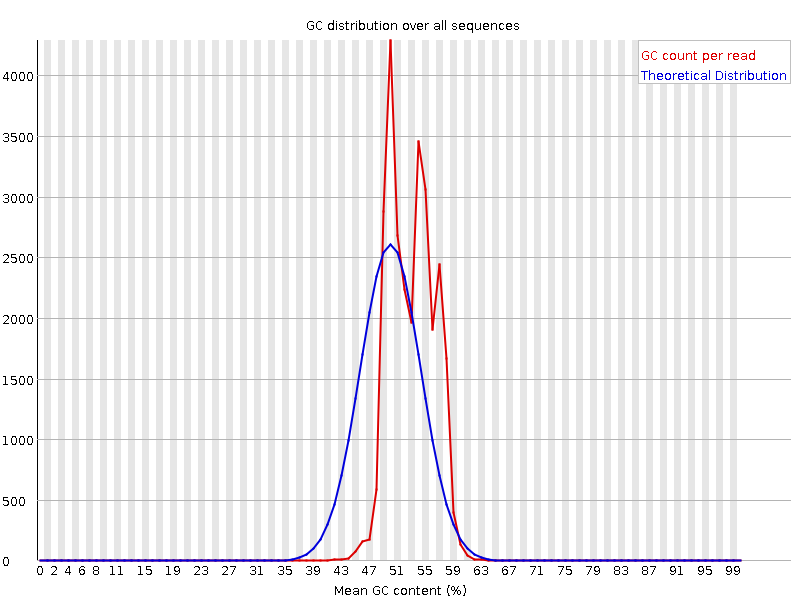 GC distribution over all sequences
GC count per read
Theoretical Distribution
4000
3500
3000
2500
2000
1500
1000
500
0
0 2 4 6 8 11 15 19 23 27 31 35 39 43 47 51 55 59 63 67 71 75 79 83 87 91 95 99
Mean GC content (%)